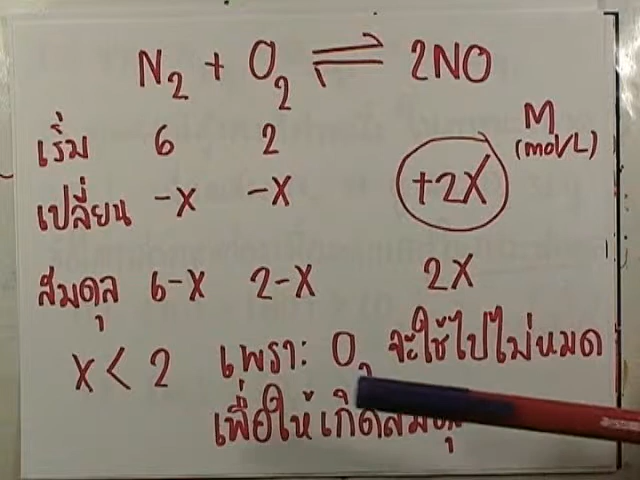 N₂ + O₂ ⇌ 2NO
M
(mol/L)
เริ่ม 6 2
เปลี่ยน -X -X +2X
สมดุล 6-X 2-X 2X
X < 2 เพราะ O₂ จะใช้ไปไม่หมด
เพื่อให้เกิดสมดุล